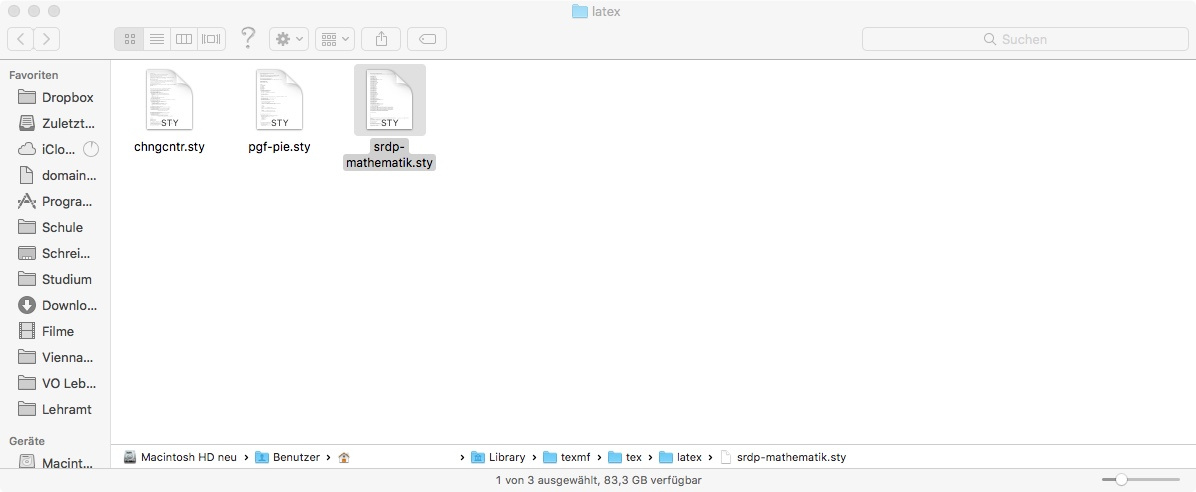 latex
Suchen
Favoriten
Dropbox
Zuletzt...
iClo...
domain...
Progra...
Schule
Schrei...
Studium
Downlo...
Filme
Vienna...
VO Leb...
Lehramt
Geräte
Macint...
STY
chngcntr.sty
STY
pgf-pie.sty
STY
srdp-
mathematik.sty
Macintosh HD neu › Benutzer › › Library › texmf › tex › latex › srdp-mathematik.sty
1 von 3 ausgewählt, 83,3 GB verfügbar